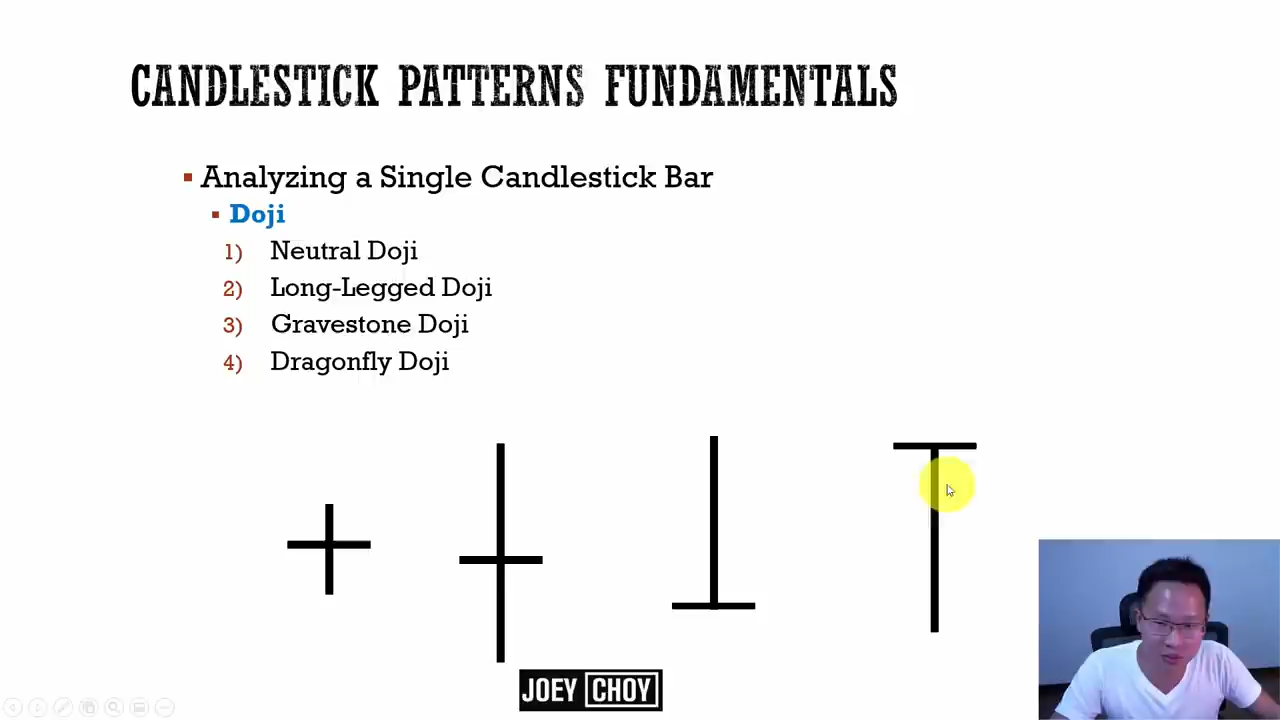 CANDLESTICK PATTERNS FUNDAMENTALS
▪ Analyzing a Single Candlestick Bar
▪ Doji
1) Neutral Doji
2) Long-Legged Doji
3) Gravestone Doji
4) Dragonfly Doji
JOEY CHOY